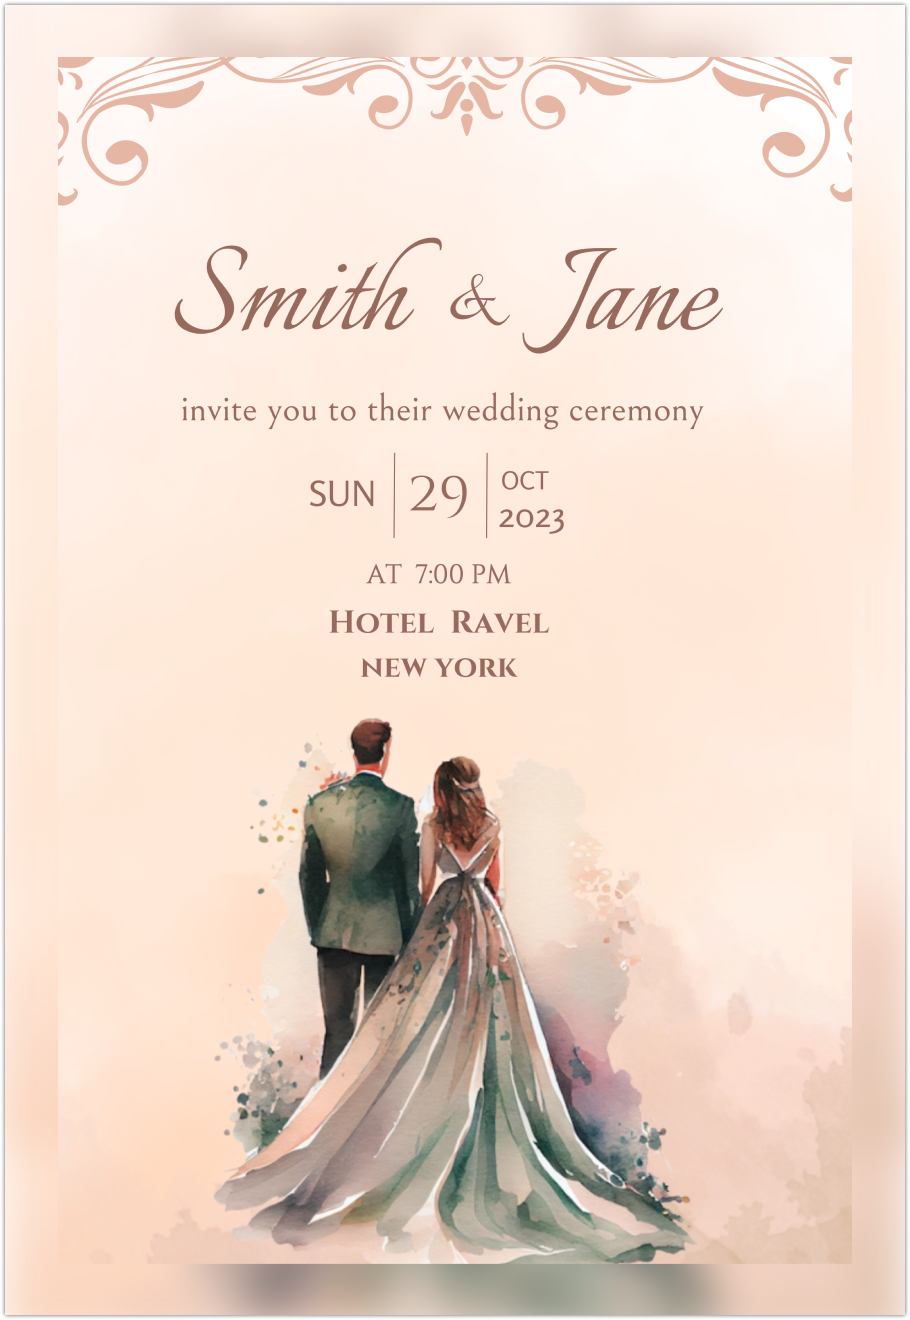 Smith & Jane
invite you to their wedding ceremony
SUN 29 OCT
2023
AT 7:00 PM
Hotel Ravel
NEW YORK